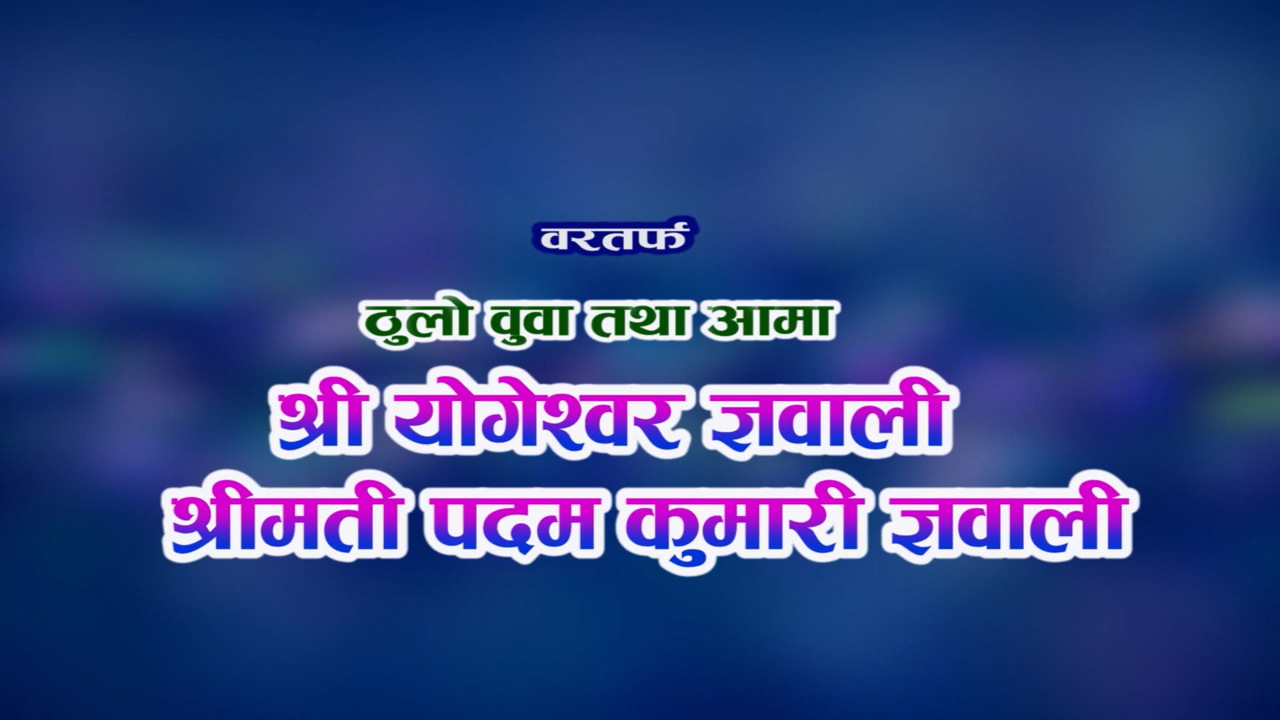 वरतर्फ
ठुलो वुवा तथा आमा
श्री योगेश्वर ज्ञवाली
श्रीमती पदम कुमारी ज्ञवाली